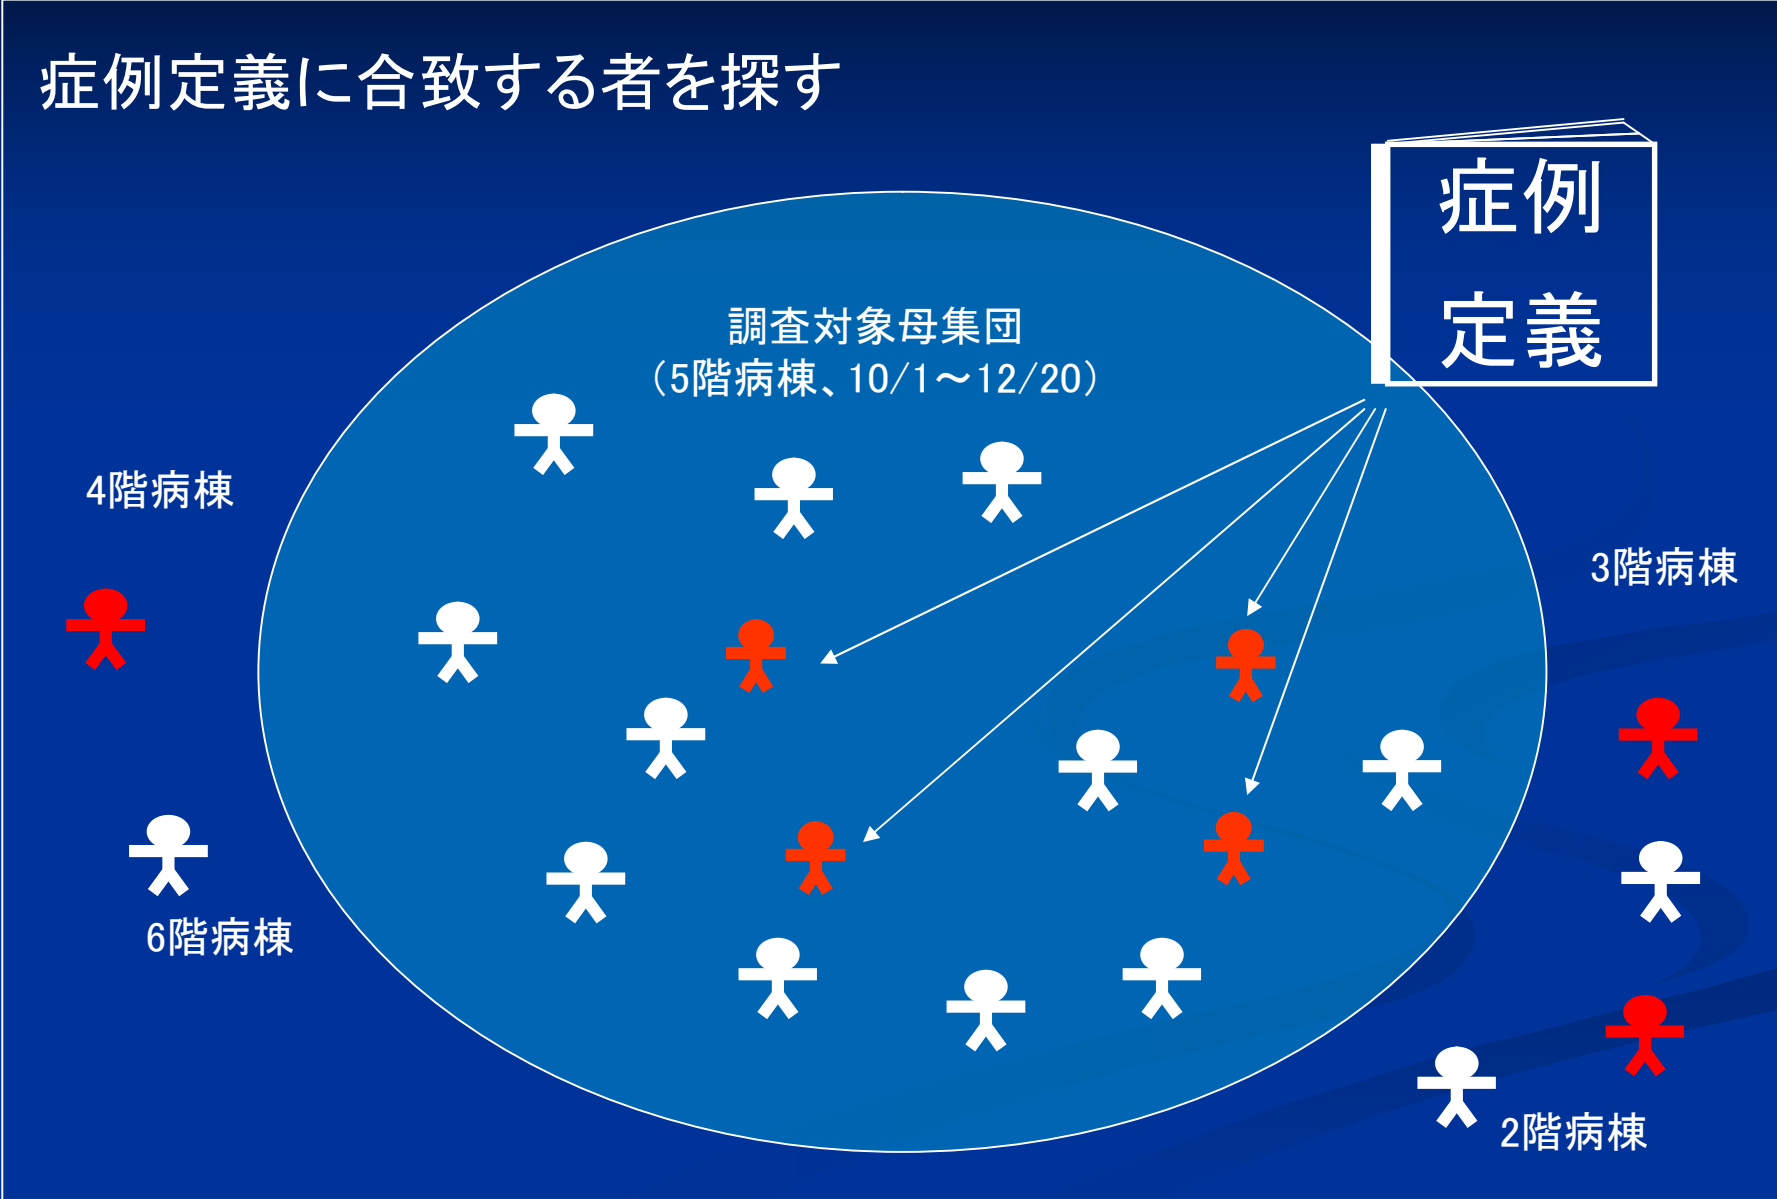 症例定義に合致する者を探す
症例
定義
調査対象母集団
（5階病棟、10/1～12/20）
4階病棟
3階病棟
6階病棟
2階病棟